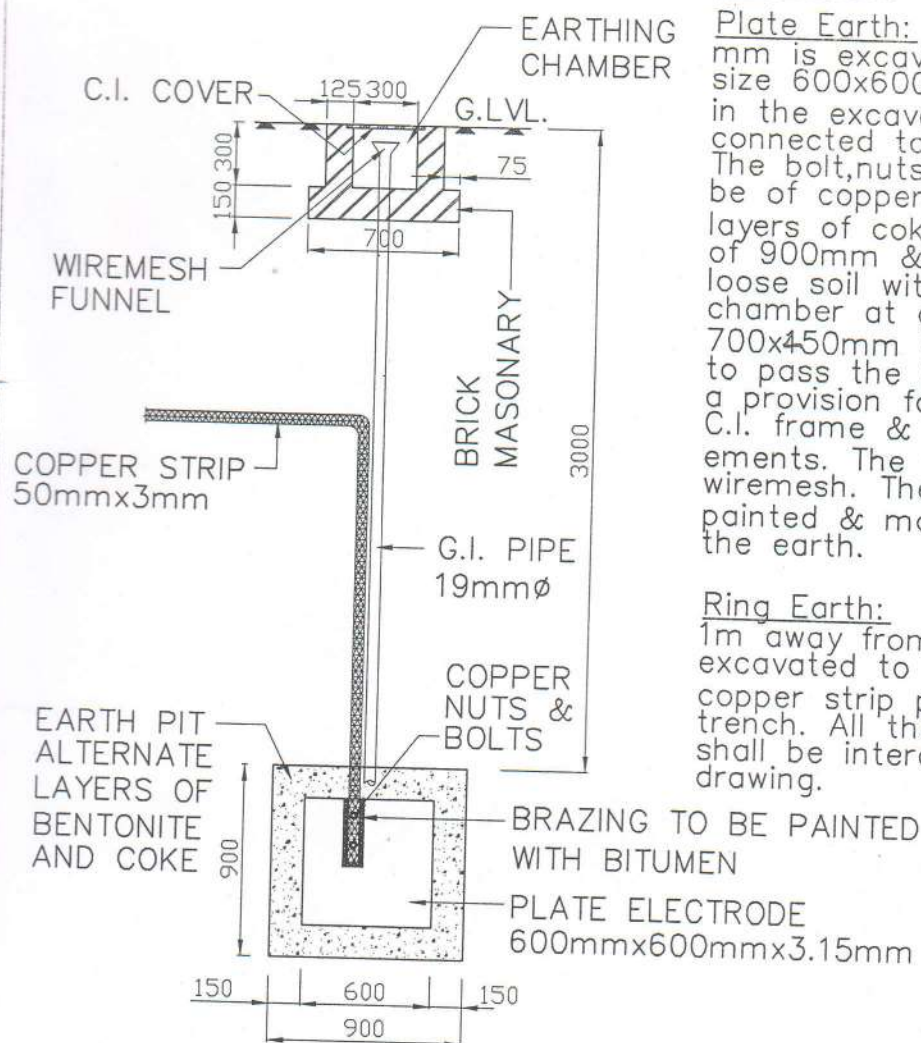 EARTHING
CHAMBER
C.I. COVER
125
300
G.LVL.
300
150
75
700
WIREMESH
FUNNEL
BRICK
MASONARY
3000
COPPER STRIP
50mmx3mm
G.I. PIPE
19mmø
COPPER
NUTS &
BOLTS
EARTH PIT
ALTERNATE
LAYERS OF
BENTONITE
AND COKE
900
BRAZING TO BE PAINTED
WITH BITUMEN
PLATE ELECTRODE
600mmx600mmx3.15mm
150
600
150
900
Plate Earth:
mm is excav
size 600x600
in the excav
connected to
The bolt,nuts
be of copper
layers of cok
of 900mm &
loose soil wit
chamber at
700x450mm
to pass the
a provision fo
C.I. frame &
ements. The
wiremesh. The
painted & ma
the earth.
Ring Earth:
1m away from
excavated to
copper strip p
trench. All th
shall be inter
drawing.